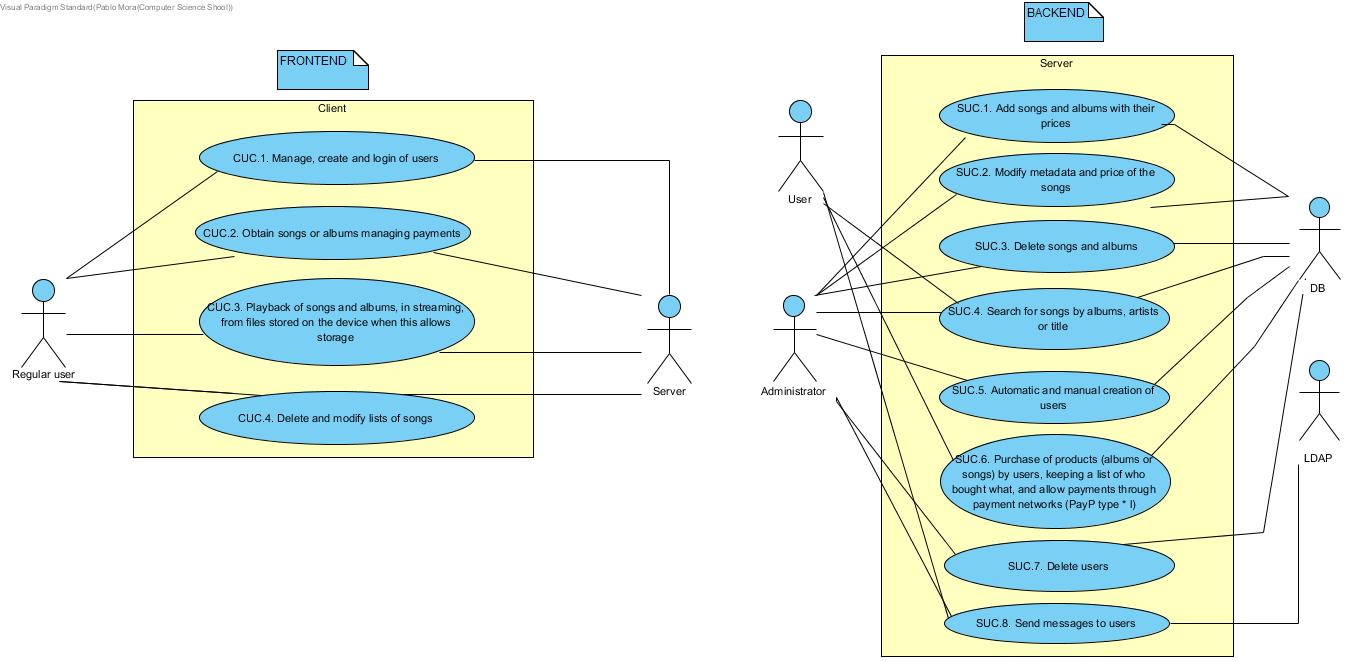 Visual Paradigm Standard(Pablo Mora(Computer Science Shool))
FRONTEND
Client
CUC.1. Manage, create and login of users
CUC.2. Obtain songs or albums managing payments
CUC.3. Playback of songs and albums, in streaming,
from files stored on the device when this allows
storage
CUC.4. Delete and modify lists of songs
Regular user
Server
BACKEND
Server
SUC.1. Add songs and albums with their
prices
SUC.2. Modify metadata and price of the
songs
SUC.3. Delete songs and albums
SUC.4. Search for songs by albums, artists
or title
SUC.5. Automatic and manual creation of
users
SUC.6. Purchase of products (albums or
songs) by users, keeping a list of who
bought what, and allow payments through
payment networks (PayP type * l)
SUC.7. Delete users
SUC.8. Send messages to users
User
Administrator
DB
LDAP